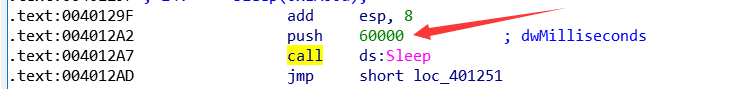 .text:0040129F add esp, 8
.text:004012A2 push 60000 ; dwMilliseconds
.text:004012A7 call ds:Sleep
.text:004012AD jmp short loc_401251